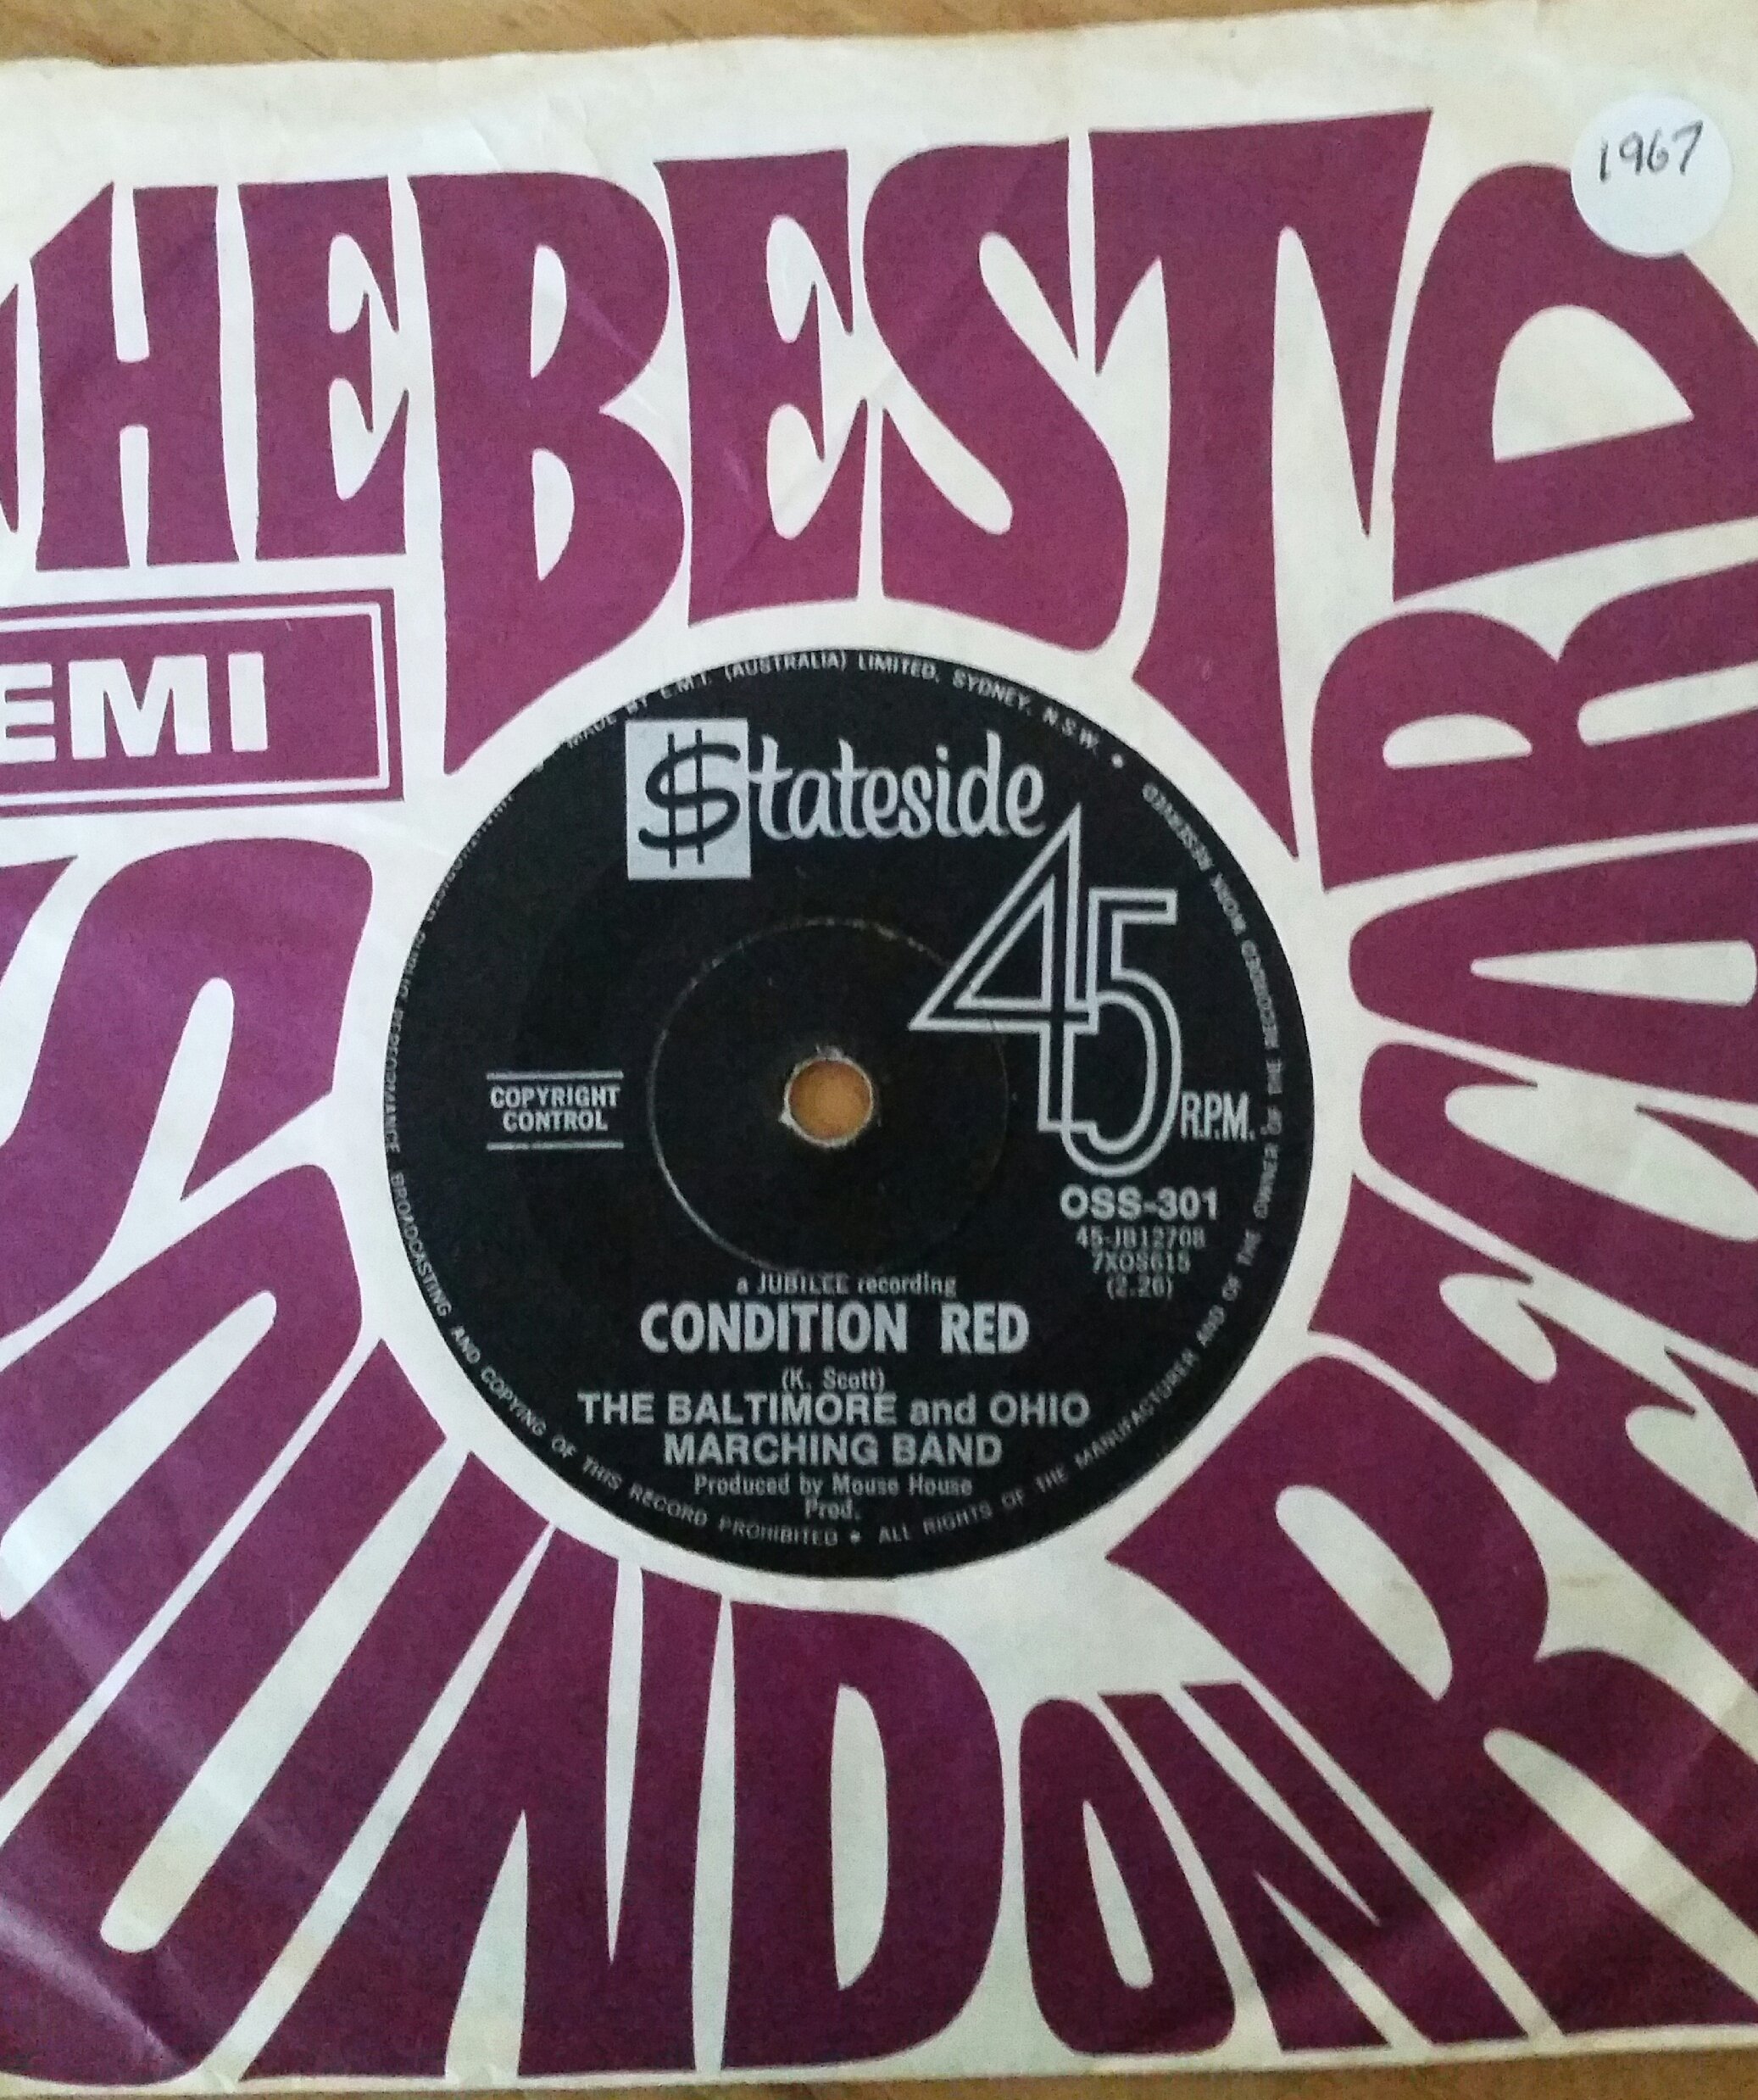 1967
THE BEST DARN
SOUND ON RE
EMI
MADE BY E.M.I. (AUSTRALIA) LIMITED, SYDNEY, N.S.W. •
Stateside
45
R.P.M.
COPYRIGHT
CONTROL
OSS-301
45-JB12708
7XOS615
(2.26)
a JUBILEE recording
CONDITION RED
(K. Scott)
THE BALTIMORE and OHIO
MARCHING BAND
Produced by Mouse House
Prod.
PUBLIC PERFORMANCE BROADCASTING AND COPYING OF THIS RECORD PROHIBITED • ALL RIGHTS OF THE MANUFACTURER AND OF THE OWNER OF THE RECORDED WORK RESERVED